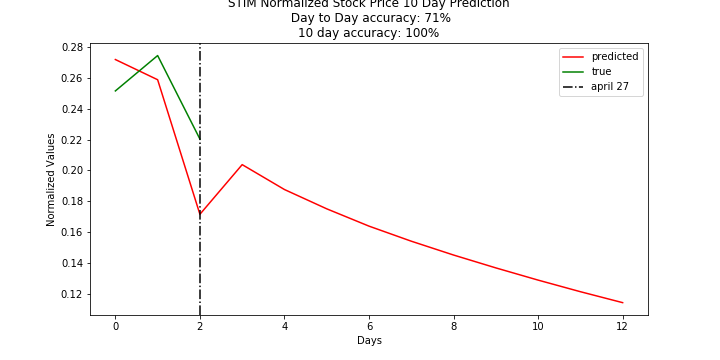 STIM Normalized Stock Price 10 Day Prediction
Day to Day accuracy: 71%
10 day accuracy: 100%
0.28
0.26
0.24
0.22
0.20
0.18
0.16
0.14
0.12
Normalized Values
predicted
true
april 27
0 2 4 6 8 10 12
Days